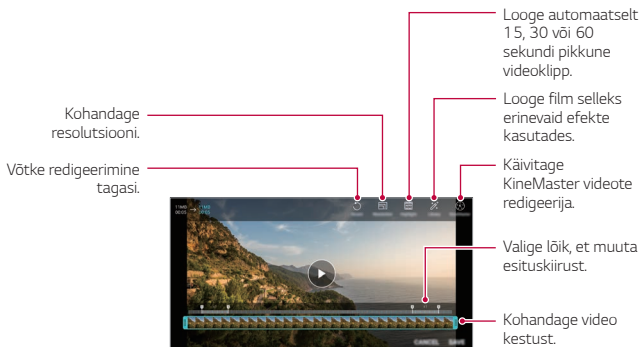 Looge automaatselt
15, 30 või 60
sekundi pikkune
videoklipp.
Kohandage
resolutsiooni.
Looge film selleks
erinevaid efekte
kasutades.
Võtke redigeerimine
tagasi.
Käivitage
KineMaster videote
redigeerija.
Valige lõik, et muuta
esituskiirust.
Kohandage video
kestust.
CANCEL SAVE